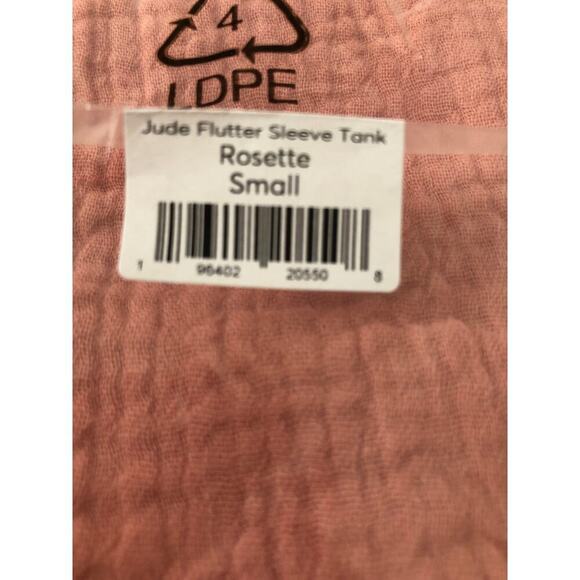 4
LDPE
Jude Flutter Sleeve Tank
Rosette
Small
1 96402 20550 8